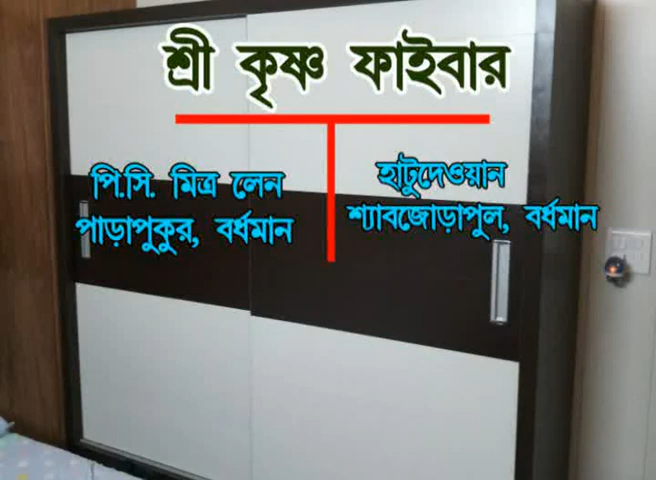 শ্রী কৃষ্ণ ফাইবার
পি.সি. মিত্র লেন
পাড়াপুকুর, বর্ধমান
হাটুদেওয়ান
শ্যাবজোড়াপুল, বর্ধমান